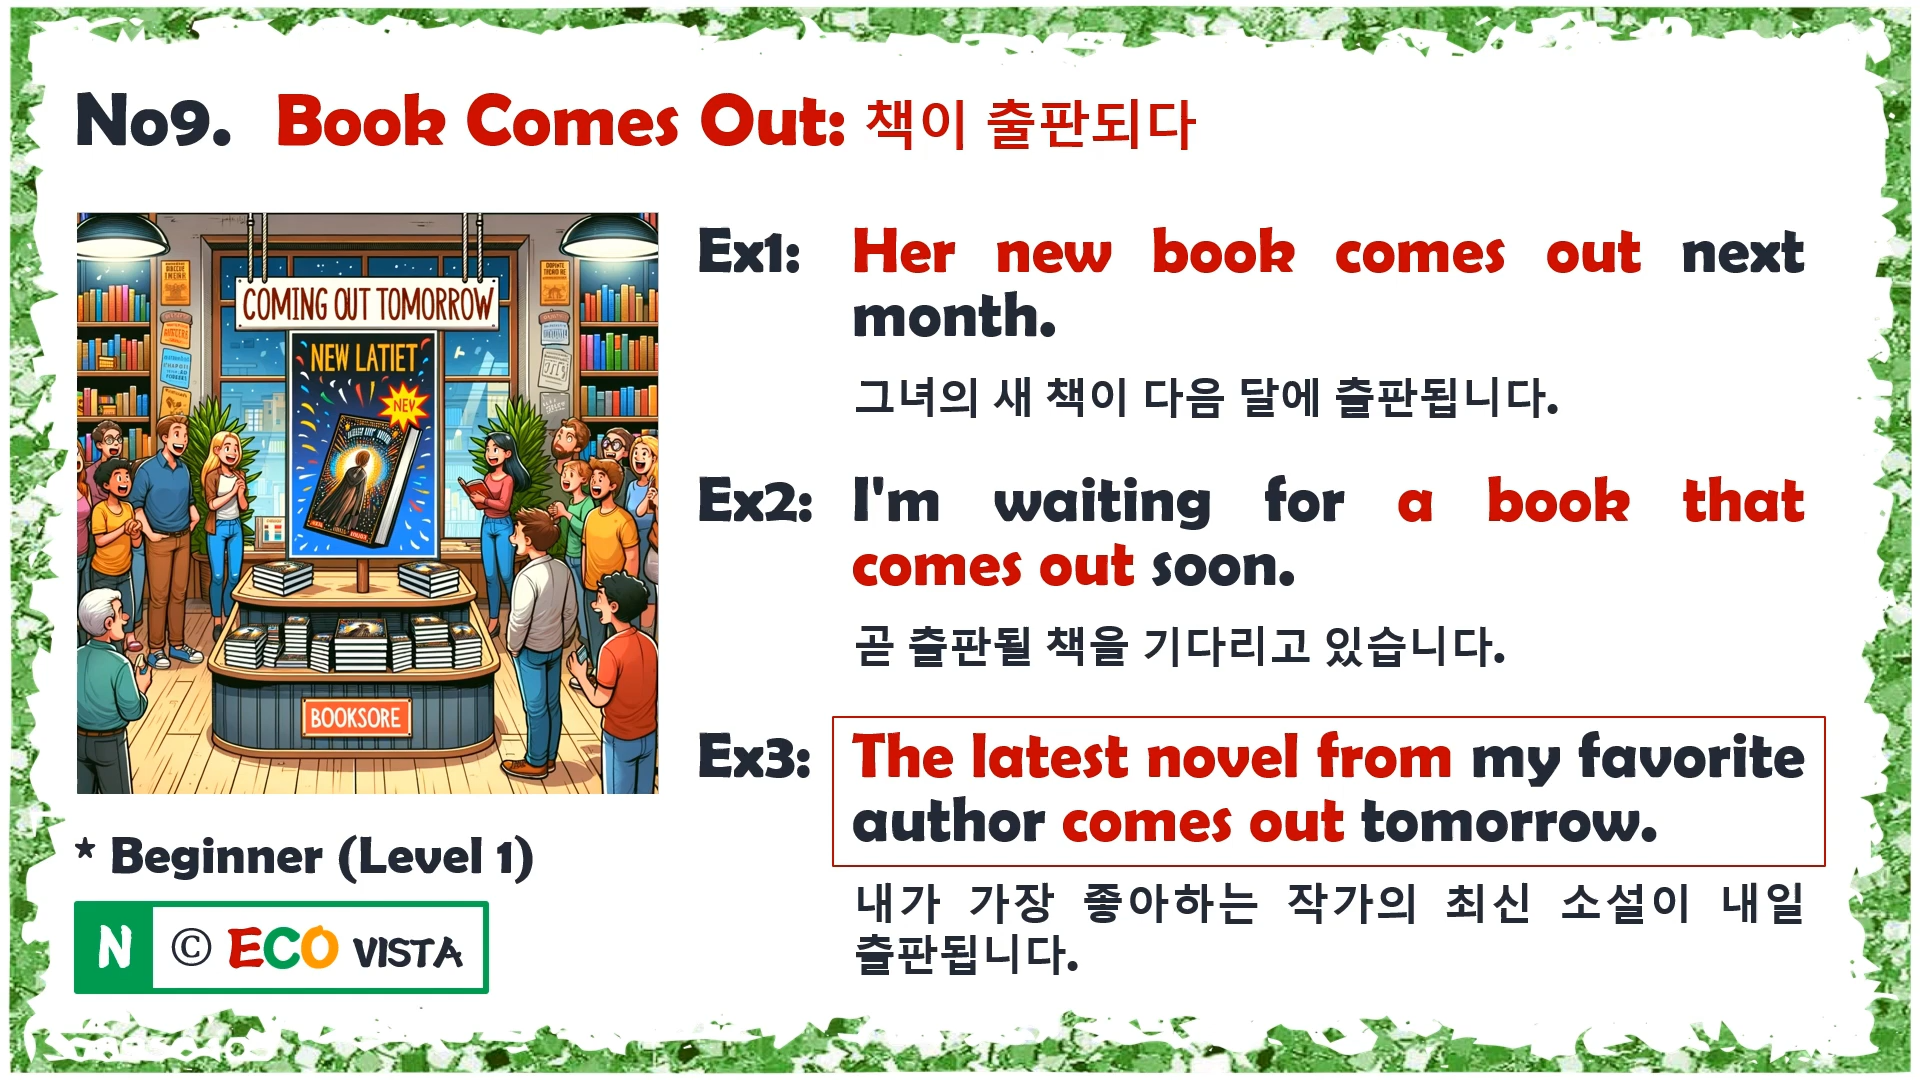 No9. Book Comes Out: 책이 출판되다
COMING OUT TOMORROW
NEW LATIET
NEV
BOOKSORE
Ex1: Her new book comes out next
month.
그녀의 새 책이 다음 달에 출판됩니다.
Ex2: I'm waiting for a book that
comes out soon.
곧 출판될 책을 기다리고 있습니다.
Ex3: The latest novel from my favorite
author comes out tomorrow.
내가 가장 좋아하는 작가의 최신 소설이 내일
출판됩니다.
* Beginner (Level 1)
N © ECO VISTA